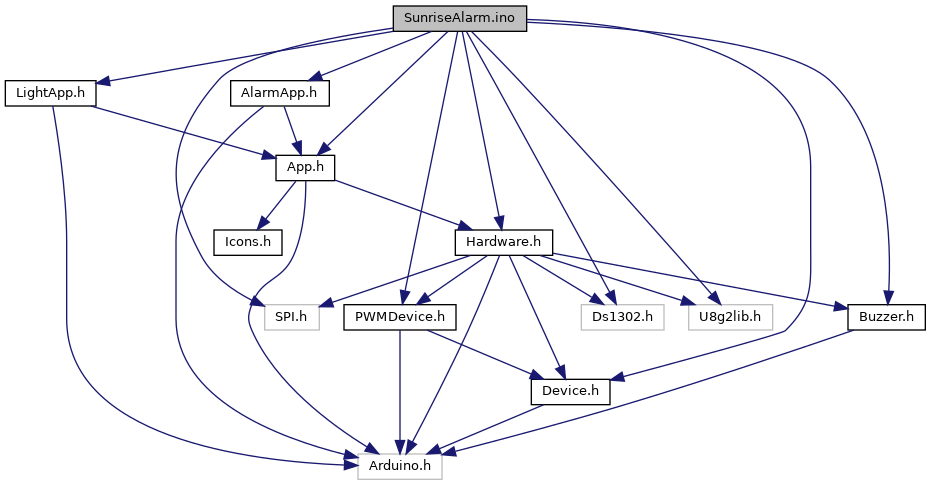 SunriseAlarm.ino
LightApp.h
AlarmApp.h
App.h
Icons.h
Hardware.h
SPI.h
PWMDevice.h
Ds1302.h
U8g2lib.h
Buzzer.h
Device.h
Arduino.h